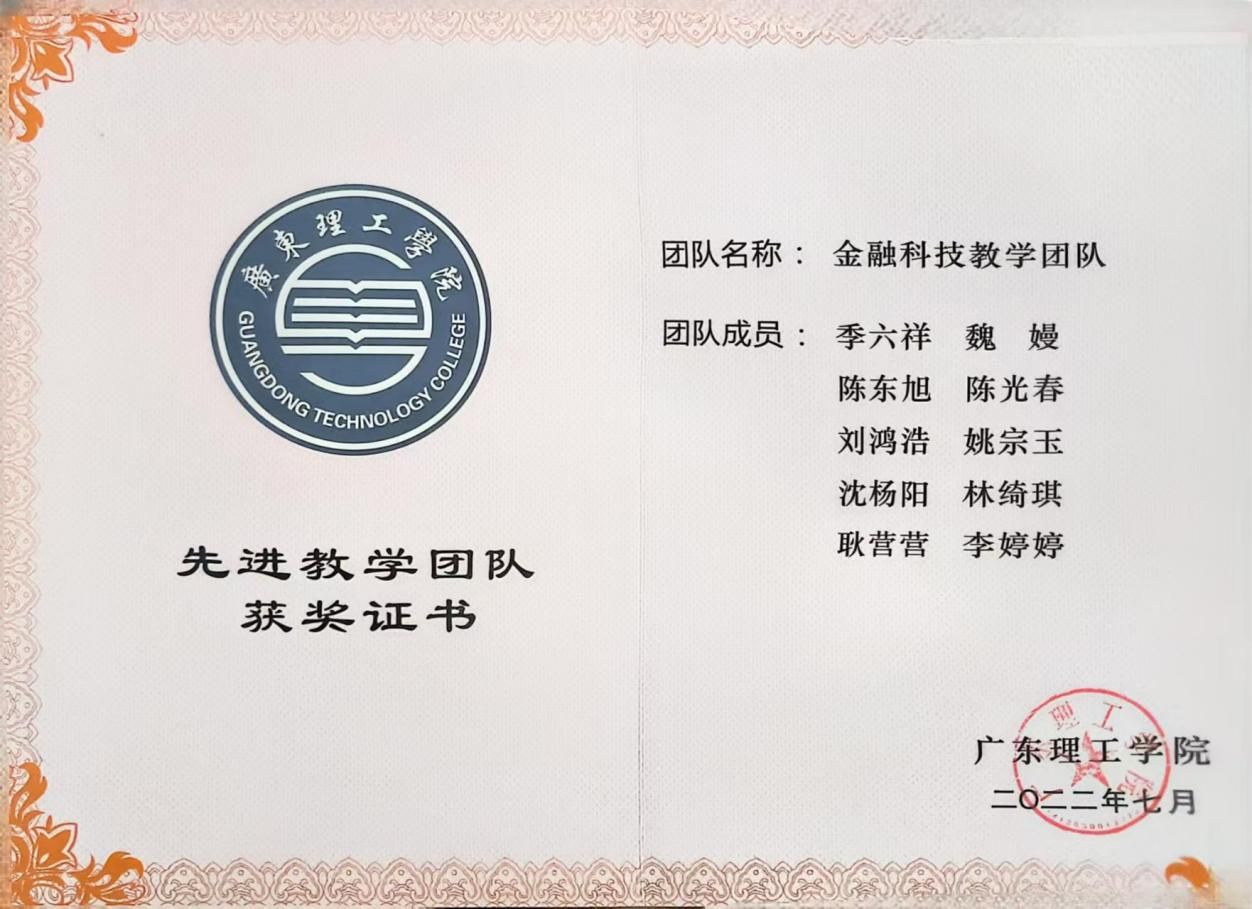 廣東理工學院
GUANGDONG TECHNOLOGY COLLEGE
先进教学团队
获奖证书
团队名称：金融科技教学团队
团队成员：季六祥 魏 嫚
陈东旭 陈光春
刘鸿浩 姚宗玉
沈杨阳 林绮琪
耿营营 李婷婷
广东理工学院
二〇二二年七月